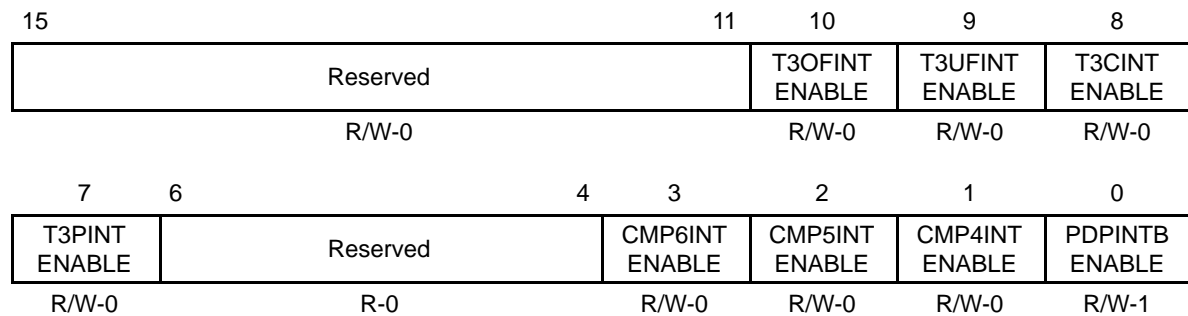 15 11 10 9 8
Reserved T3OFINT ENABLE T3UFINT ENABLE T3CINT ENABLE
R/W-0 R/W-0 R/W-0 R/W-0
7 6 4 3 2 1 0
T3PINT ENABLE Reserved CMP6INT ENABLE CMP5INT ENABLE CMP4INT ENABLE PDPINTB ENABLE
R/W-0 R-0 R/W-0 R/W-0 R/W-0 R/W-1